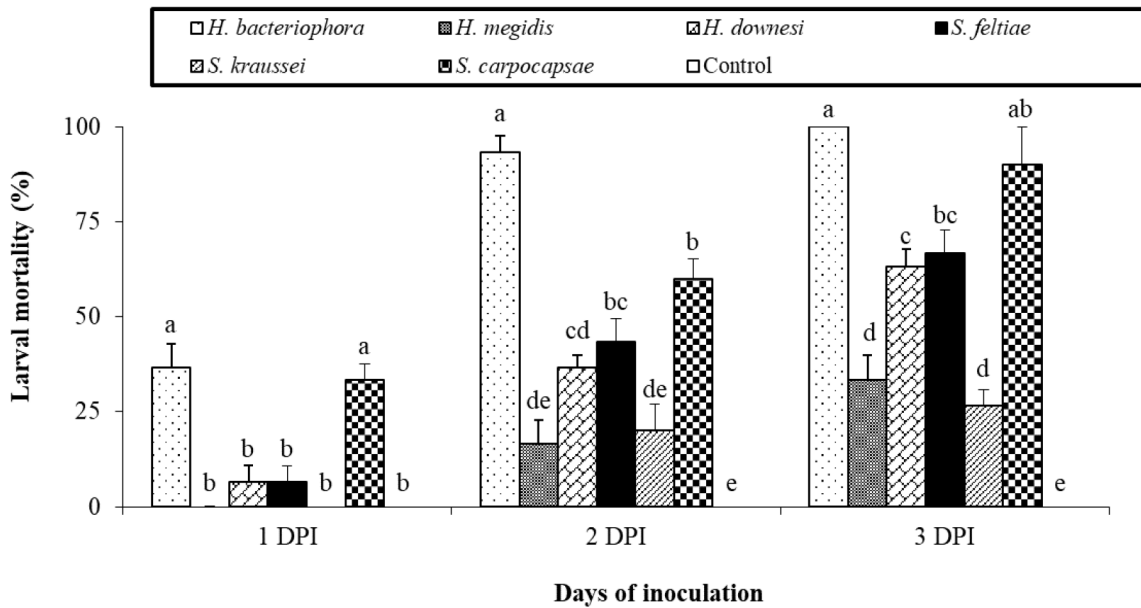 H. bacteriophora H. megidis H. downesi S. feltiae
S. kraussei S. carpocapsae Control
Larval mortality (%)
100
75
50
25
0
a b b b b a b
a de cd bc de b e
a d c bc d ab e
1 DPI 2 DPI 3 DPI
Days of inoculation